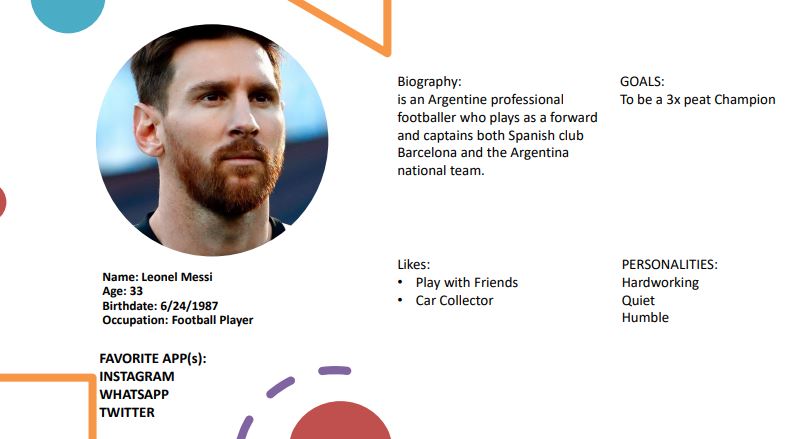 Biography:
is an Argentine professional
footballer who plays as a forward
and captains both Spanish club
Barcelona and the Argentina
national team.
GOALS:
To be a 3x peat Champion
Name: Leonel Messi
Age: 33
Birthdate: 6/24/1987
Occupation: Football Player
Likes:
• Play with Friends
• Car Collector
PERSONALITIES:
Hardworking
Quiet
Humble
FAVORITE APP(s):
INSTAGRAM
WHATSAPP
TWITTER